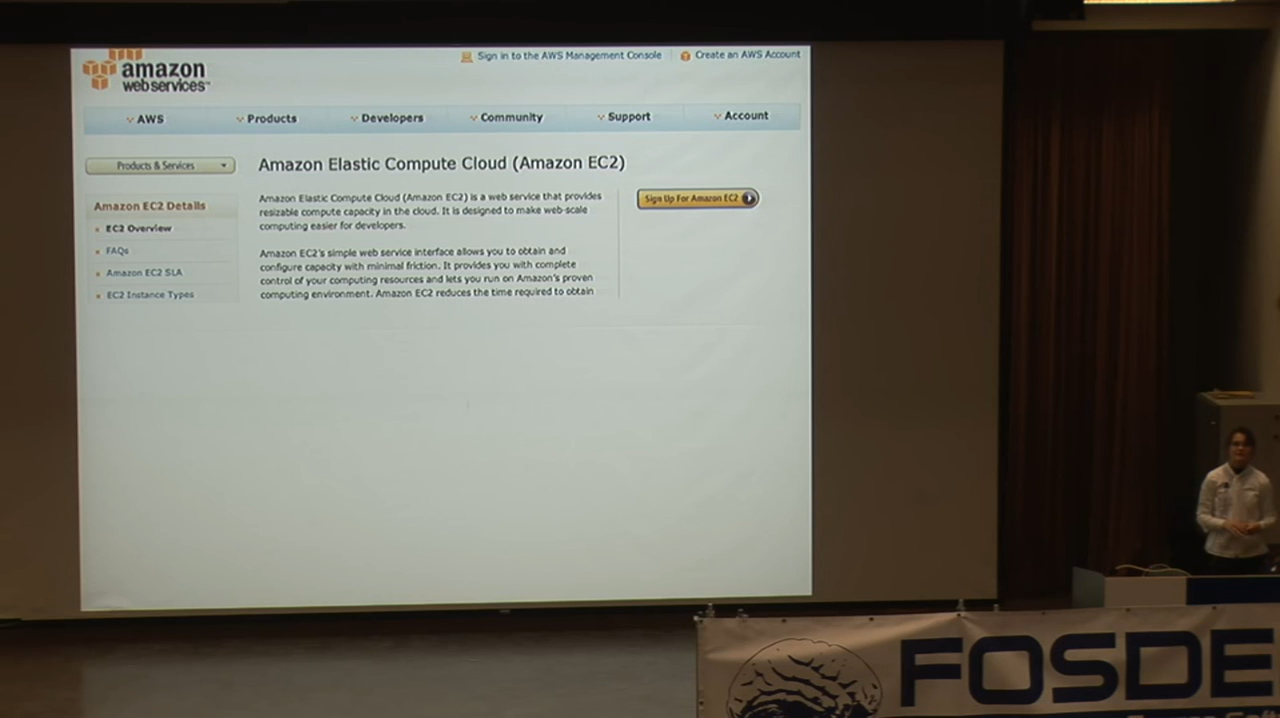 amazon
webservices™
Sign in to the AWS Management Console
Create an AWS Account
AWS
Products
Developers
Community
Support
Account
Products & Services
Amazon Elastic Compute Cloud (Amazon EC2)
Amazon EC2 Details
EC2 Overview
FAQs
Amazon EC2 SLA
EC2 Instance Types
Amazon Elastic Compute Cloud (Amazon EC2) is a web service that provides
resizable compute capacity in the cloud. It is designed to make web-scale
computing easier for developers.
Amazon EC2's simple web service interface allows you to obtain and
configure capacity with minimal friction. It provides you with complete
control of your computing resources and lets you run on Amazon's proven
computing environment. Amazon EC2 reduces the time required to obtain
Sign Up For Amazon EC2
FOSDE